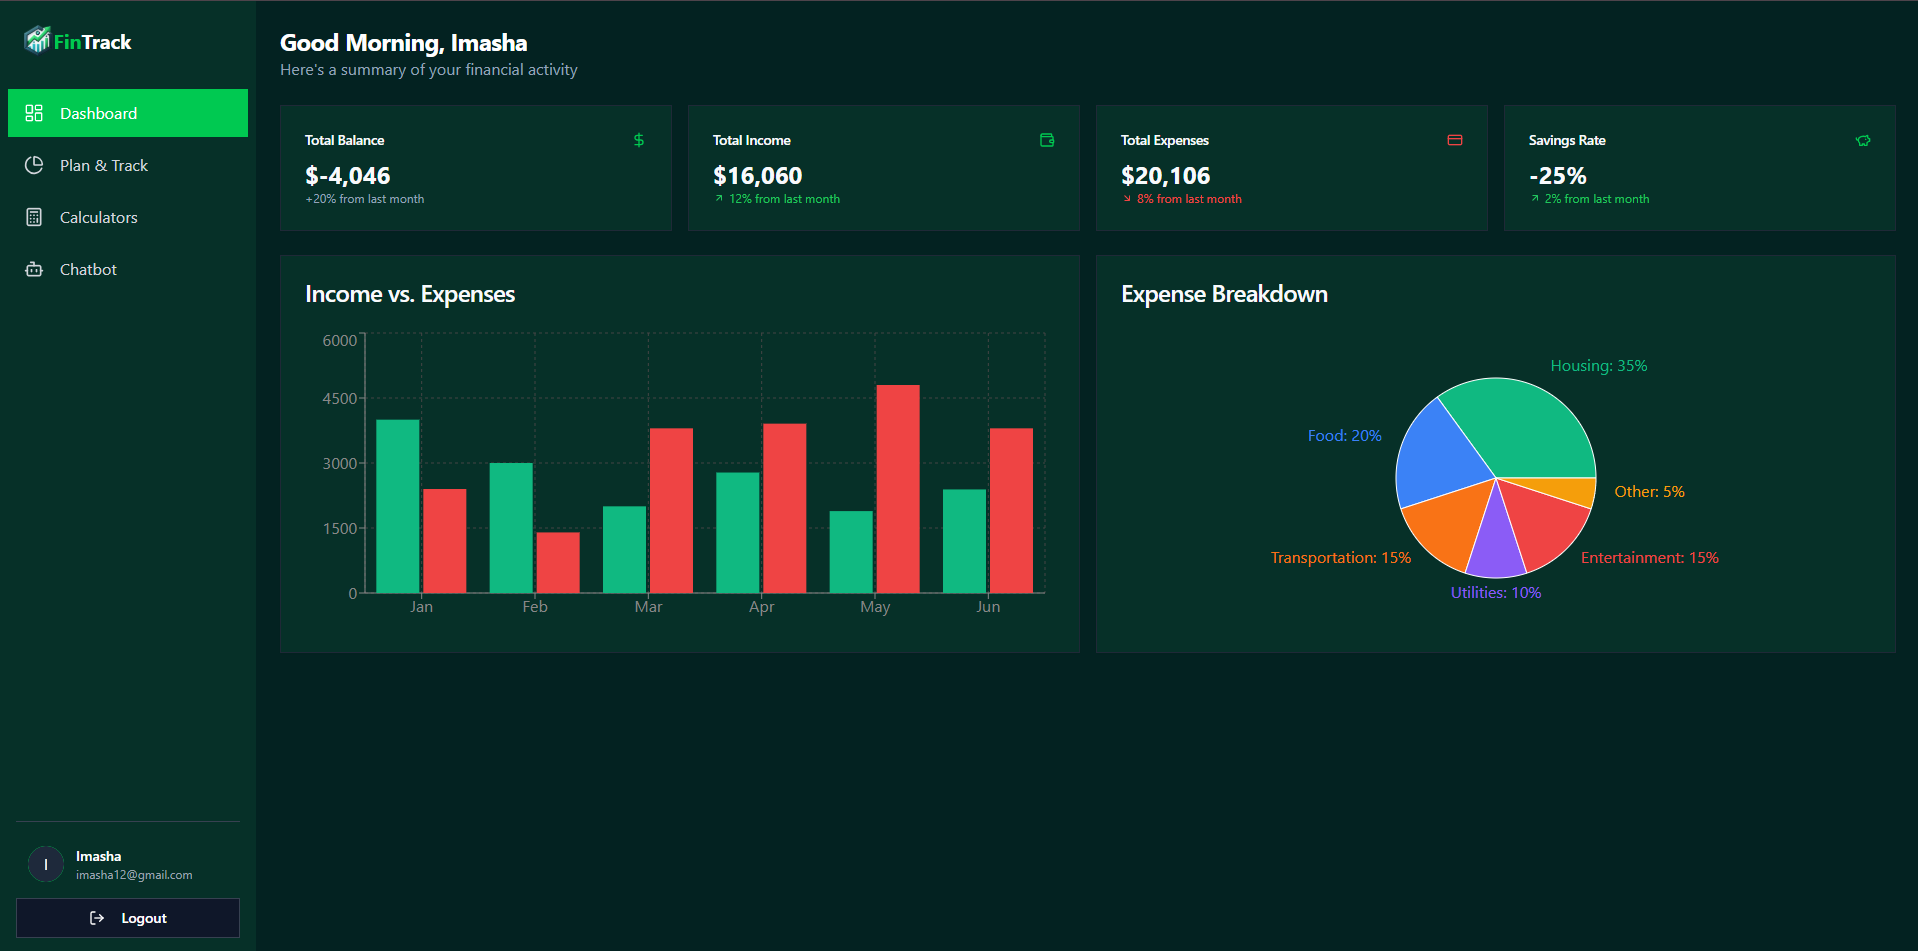 FinTrack
Dashboard
Plan & Track
Calculators
Chatbot
Imasha
I
imasha12@gmail.com
Logout
Good Morning, Imasha
Here's a summary of your financial activity
Total Balance
$
$-4,046
+20% from last month
Total Income
$16,060
12% from last month
Total Expenses
$20,106
8% from last month
Savings Rate
-25%
2% from last month
Income vs. Expenses
6000
4500
3000
1500
0
Jan Feb Mar Apr May Jun
Expense Breakdown
Housing: 35%
Food: 20%
Other: 5%
Transportation: 15%
Entertainment: 15%
Utilities: 10%